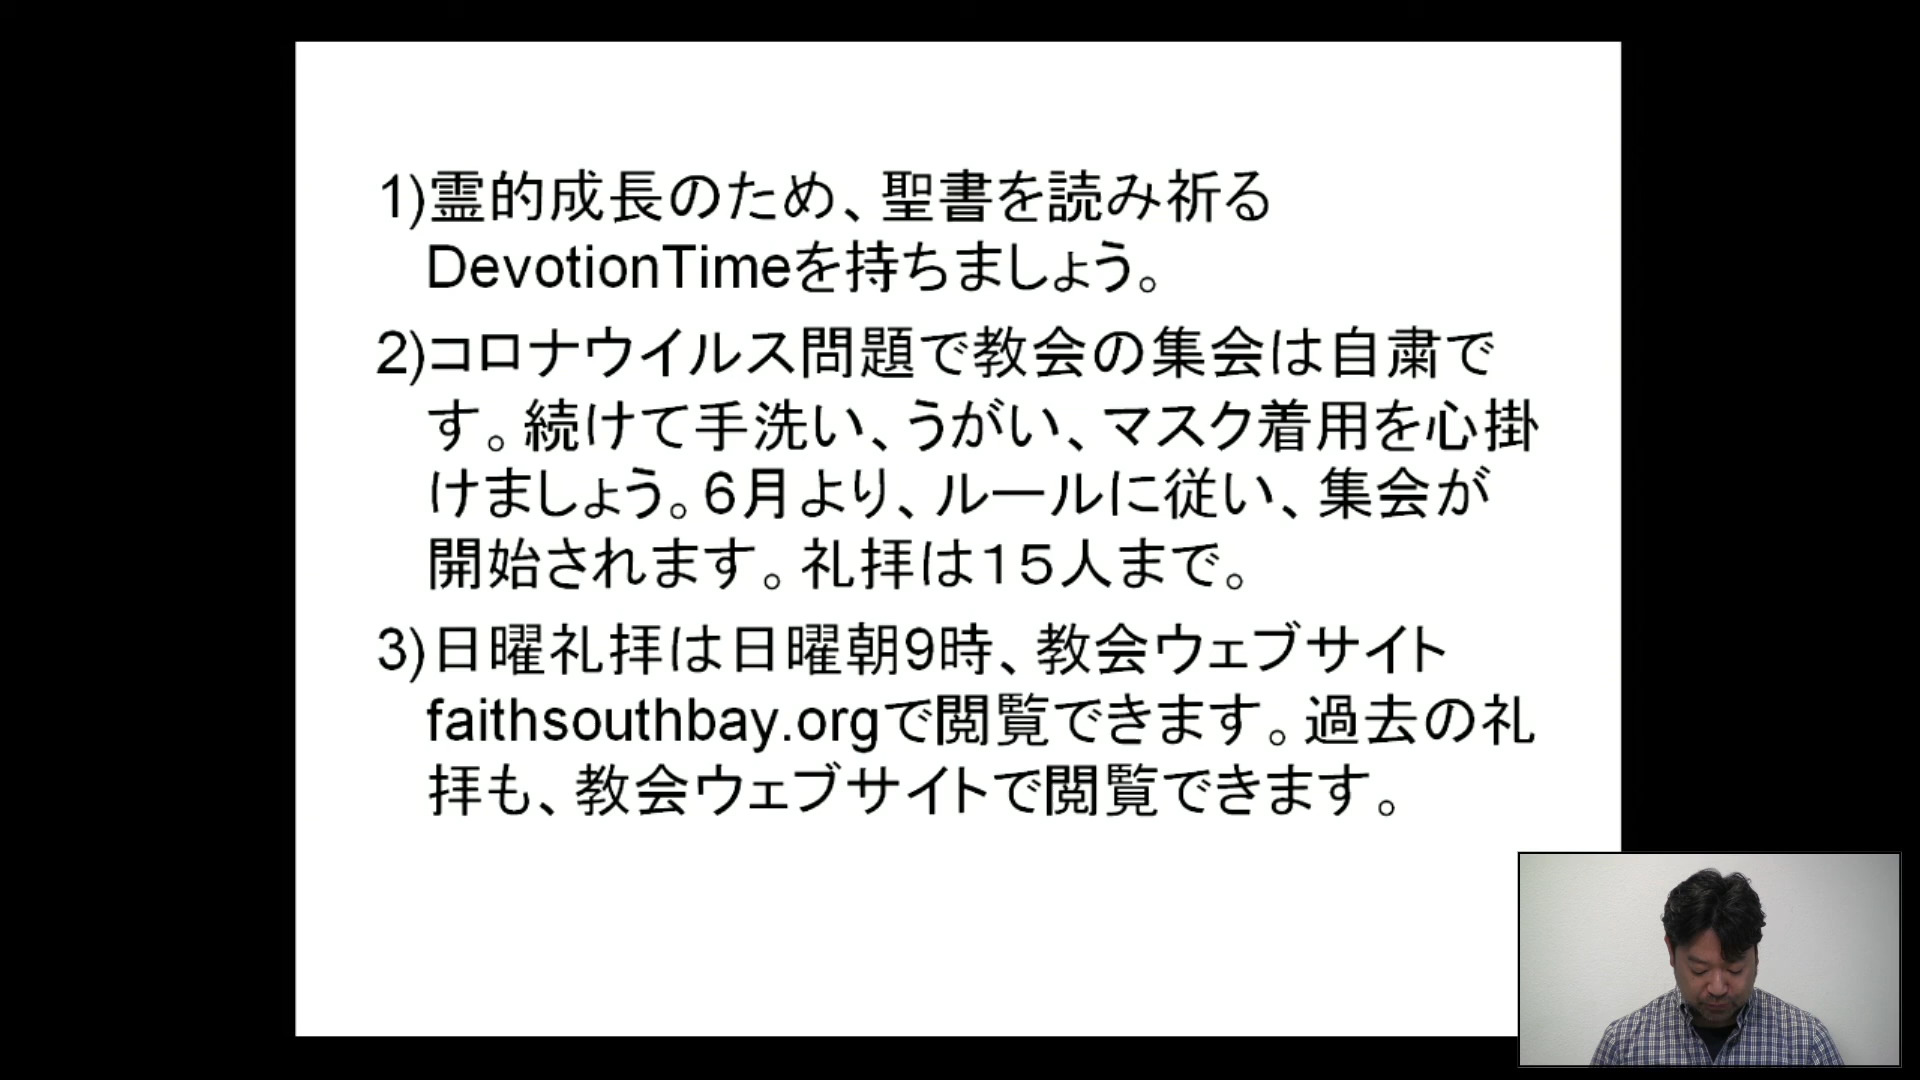 1)霊的成長のため、聖書を読み祈る
DevotionTimeを持ちましょう。
2)コロナウイルス問題で教会の集会は自粛で
す。続けて手洗い、うがい、マスク着用を心掛
けましょう。６月より、ルールに従い、集会が
開始されます。礼拝は１５人まで。
3)日曜礼拝は日曜朝9時、教会ウェブサイト
faithsouthbay.orgで閲覧できます。過去の礼
拝も、教会ウェブサイトで閲覧できます。